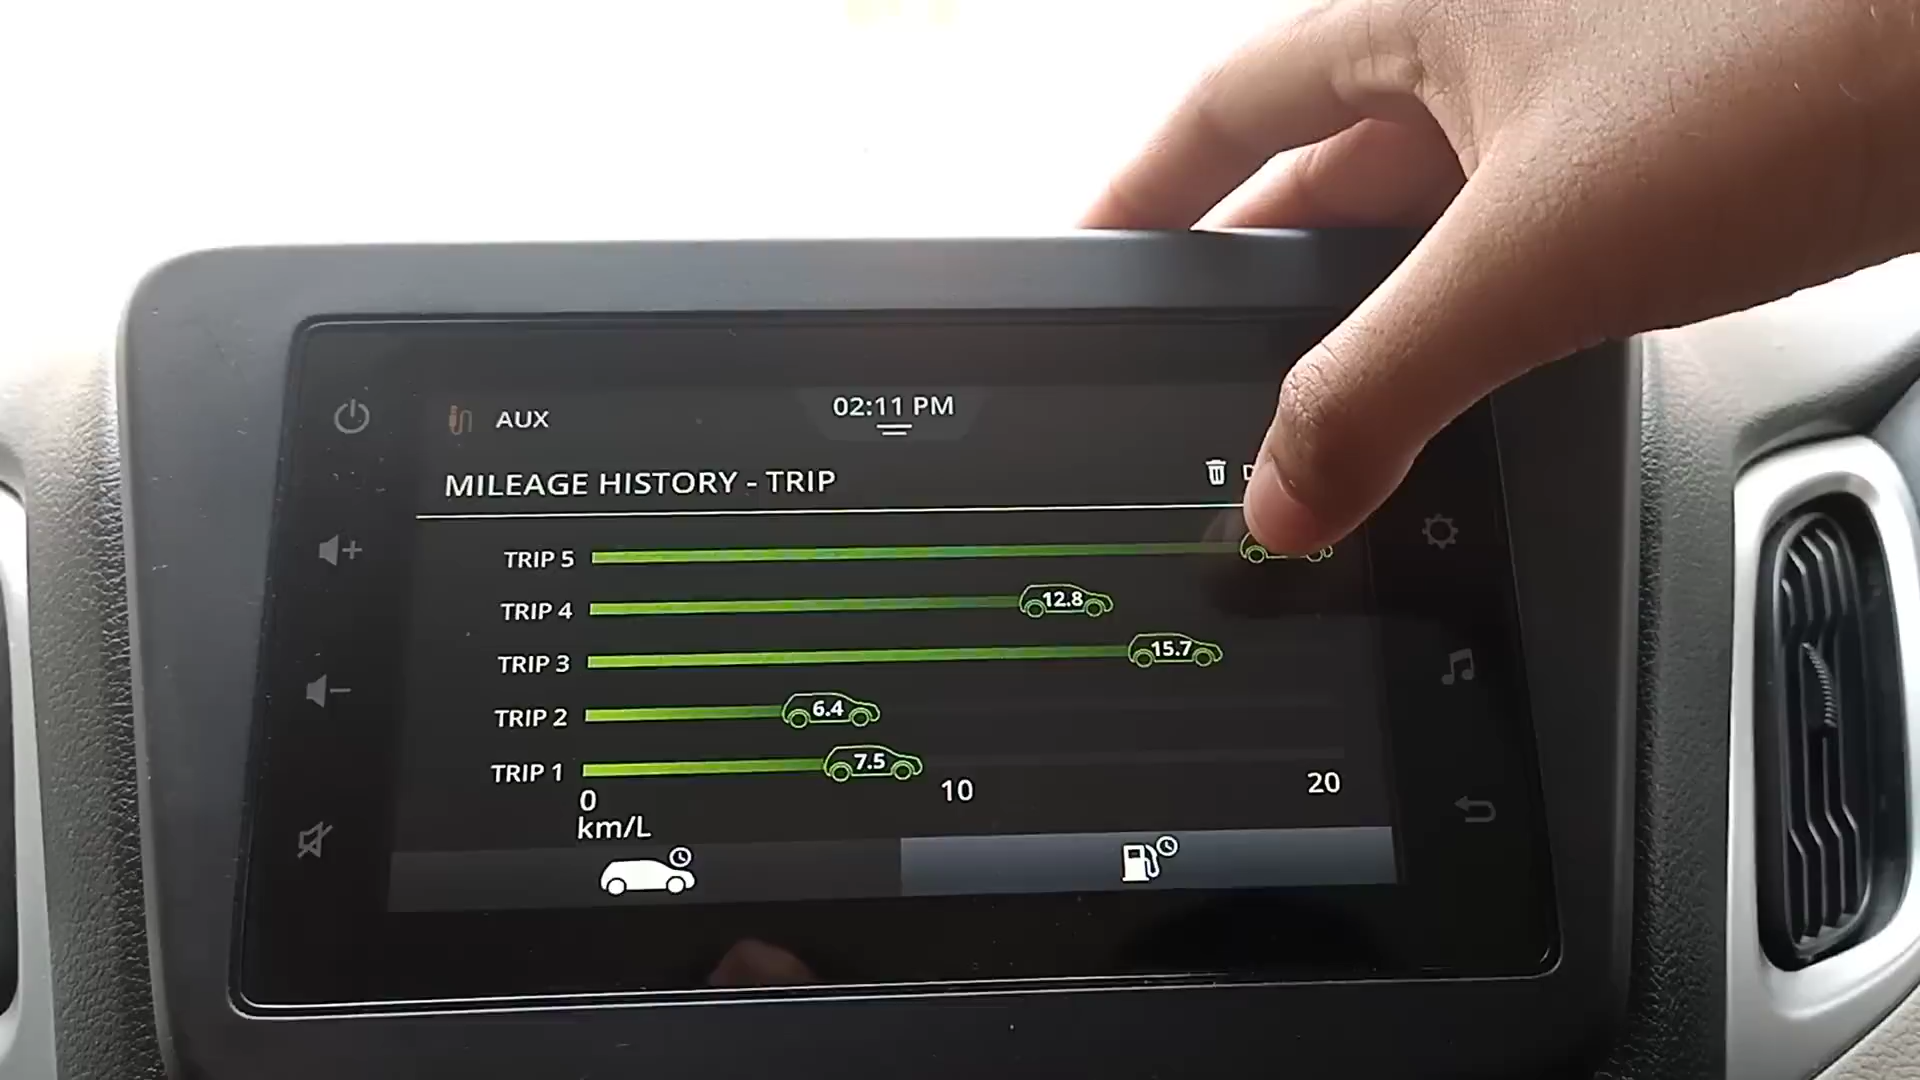 AUX
02:11 PM
MILEAGE HISTORY - TRIP
TRIP 5
TRIP 4 12.8
TRIP 3 15.7
TRIP 2 6.4
TRIP 1 7.5
0 10 20
km/L